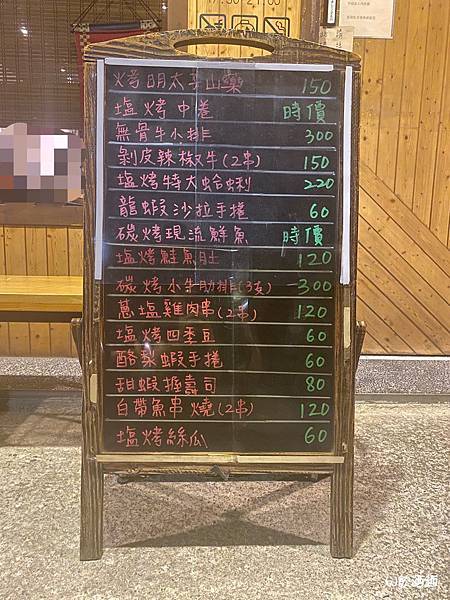 17:30-21:00
烤明太子山藥 150
塩烤中卷 時價
無骨牛小排 300
剝皮辣椒牛(2串) 150
塩烤特大蛤蜊 220
龍蝦沙拉手捲 60
碳烤現流鮮魚 時價
塩烤鮭魚肚 120
碳烤小牛肋排(3支) 300
蔥塩雞肉串(2串) 120
塩烤四季豆 60
酪梨蝦手捲 60
甜蝦握壽司 80
白帶魚串燒(2串) 120
塩烤絲瓜 60